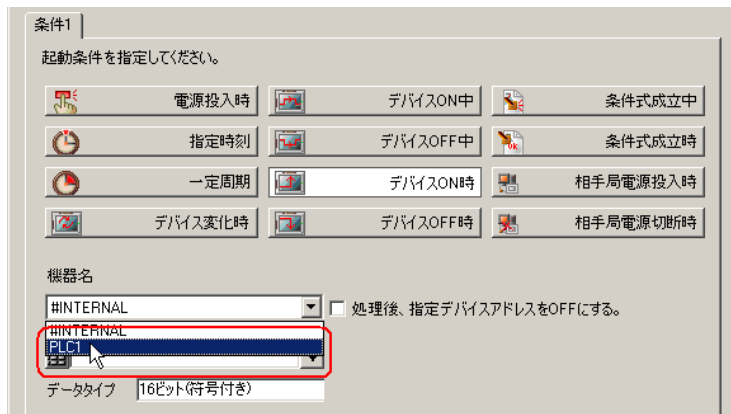 条件1
起動条件を指定してください。
電源投入時 デバイスON中 条件式成立中
指定時刻 デバイスOFF中 条件式成立時
一定周期 デバイスON時 相手局電源投入時
デバイス変化時 デバイスOFF時 相手局電源切断時
機器名
#INTERNAL 処理後、指定デバイスアドレスをOFFにする。
#INTERNAL
PLC1
データタイプ 16ビット(符号付き)